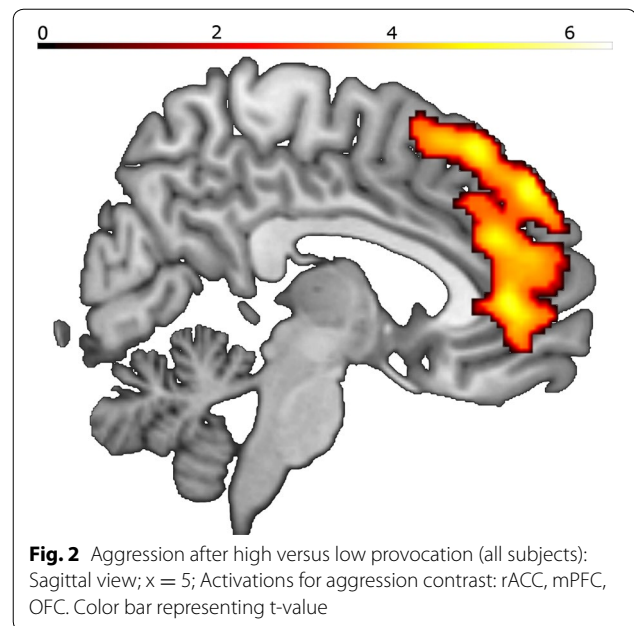 0 2 4 6
Fig. 2 Aggression after high versus low provocation (all subjects):
Sagittal view; x = 5; Activations for aggression contrast: rACC, mPFC,
OFC. Color bar representing t-value